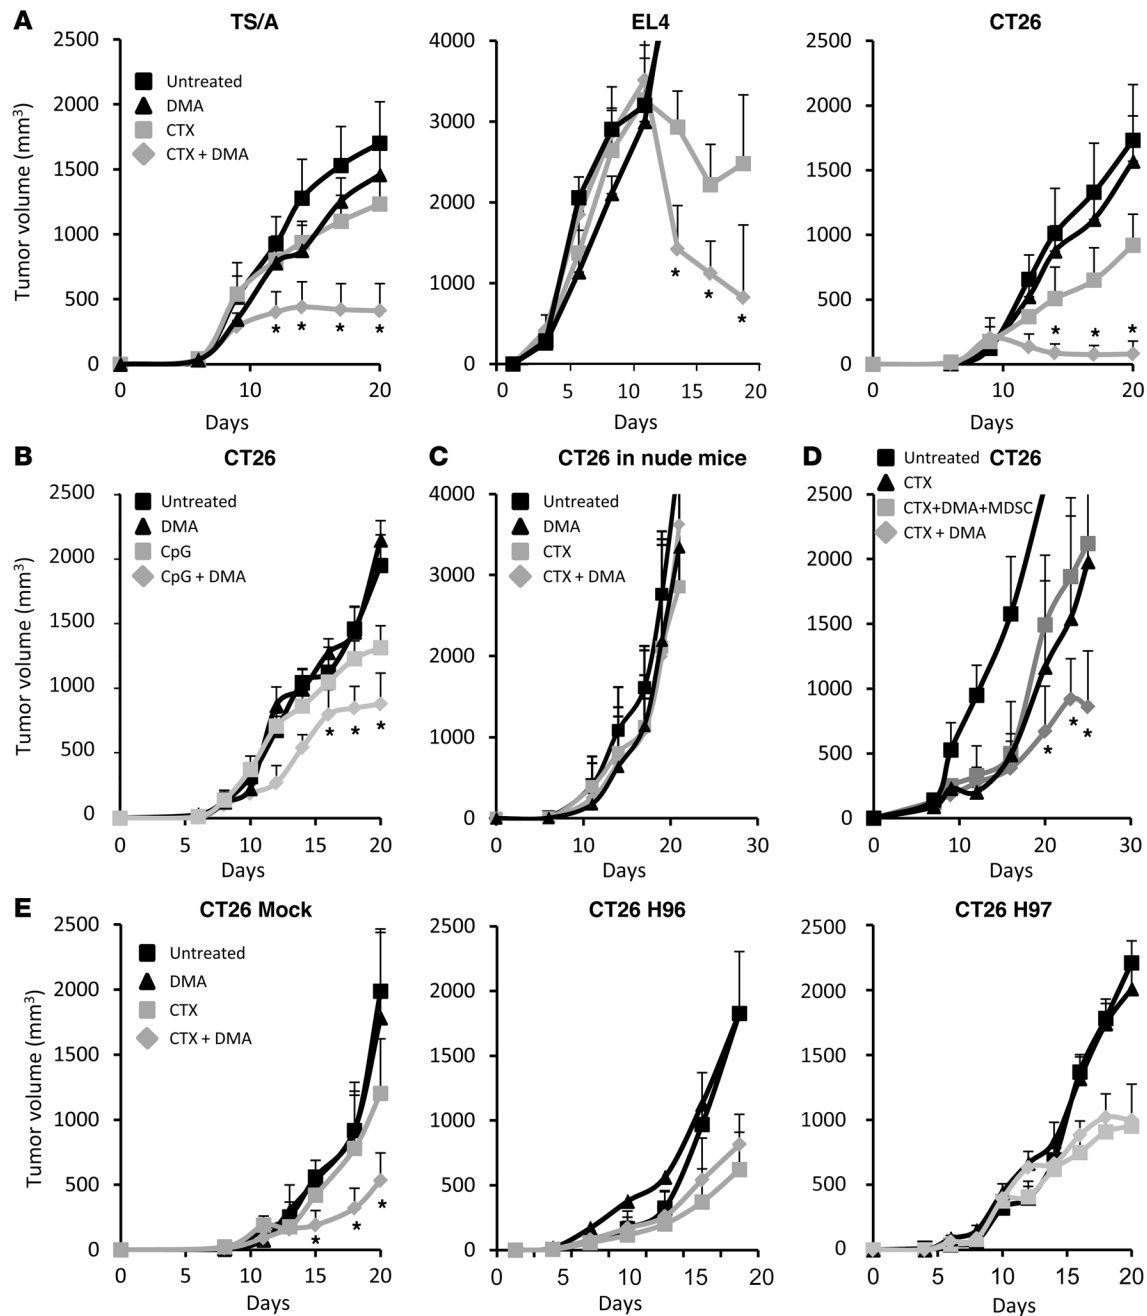 A
TS/A
EL4
CT26
Tumor volume (mm³)
2500
2000
1500
1000
500
0
Untreated
DMA
CTX
CTX + DMA
* * * *
0 10 20
Days
4000
3000
2000
1000
0
* * *
0 5 10 15 20
Days
2500
2000
1500
1000
500
0
* * *
0 10 20
Days
B
CT26
Tumor volume (mm³)
2500
2000
1500
1000
500
0
Untreated
DMA
CpG
CpG + DMA
* * *
0 5 10 15 20
Days
C
CT26 in nude mice
4000
3000
2000
1000
0
Untreated
DMA
CTX
CTX + DMA
0 10 20 30
Days
D
CT26
Untreated
CTX
CTX+DMA+MDSC
CTX + DMA
2500
2000
1500
1000
500
0
* * *
0 10 20 30
Days
E
CT26 Mock
Tumor volume (mm³)
2500
2000
1500
1000
500
0
Untreated
DMA
CTX
CTX + DMA
* * *
0 5 10 15 20
Days
CT26 H96
2500
2000
1500
1000
500
0
0 5 10 15 20
Days
CT26 H97
2500
2000
1500
1000
500
0
0 5 10 15 20
Days